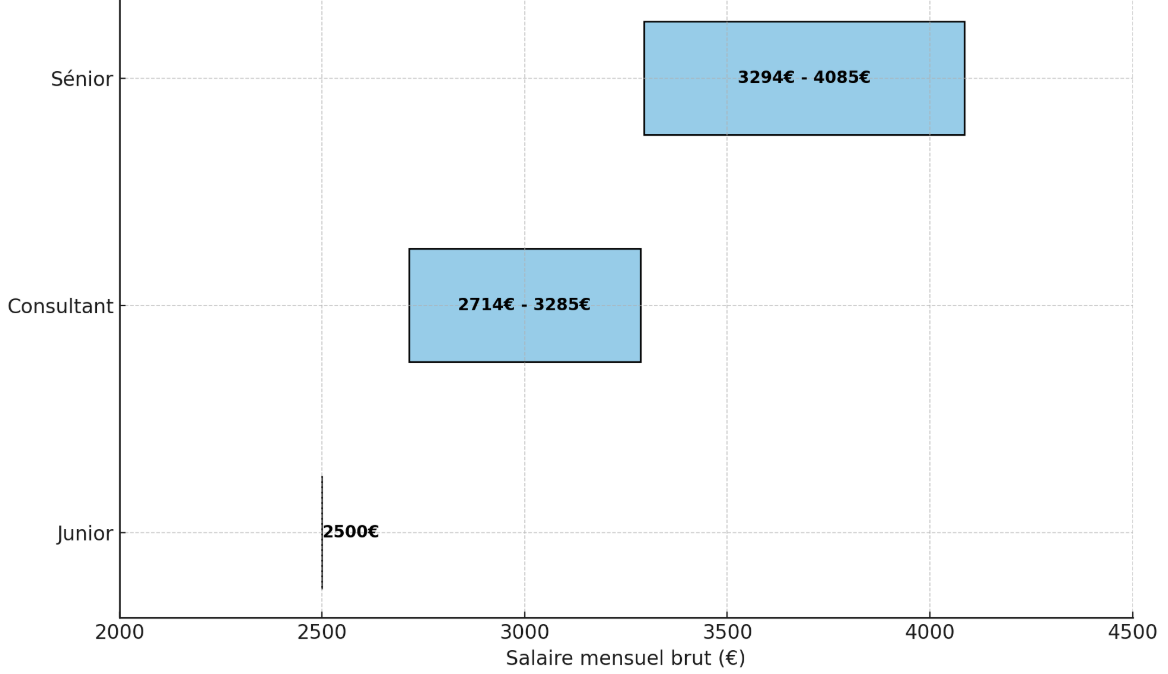 Sénior
3294€ - 4085€
Consultant
2714€ - 3285€
Junior
2500€
2000 2500 3000 3500 4000 4500
Salaire mensuel brut (€)